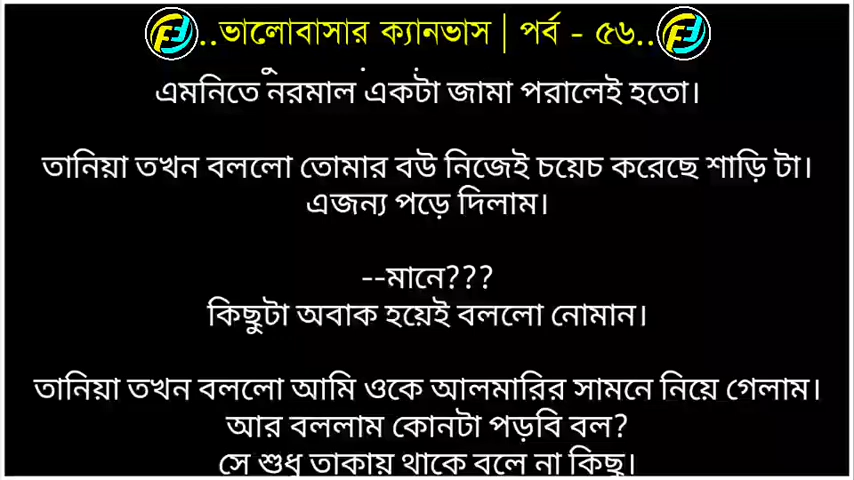 ..ভালোবাসার ক্যানভাস | পর্ব - ৫৬..
এমনিতে নরমাল একটা জামা পরালেই হতো।
তানিয়া তখন বললো তোমার বউ নিজেই চয়েচ করেছে শাড়ি টা।
এজন্য পড়ে দিলাম।
--মানে???
কিছুটা অবাক হয়েই বললো নোমান।
তানিয়া তখন বললো আমি ওকে আলমারির সামনে নিয়ে গেলাম।
আর বললাম কোনটা পড়বি বল?
সে শুধু তাকায় থাকে বলে না কিছু।